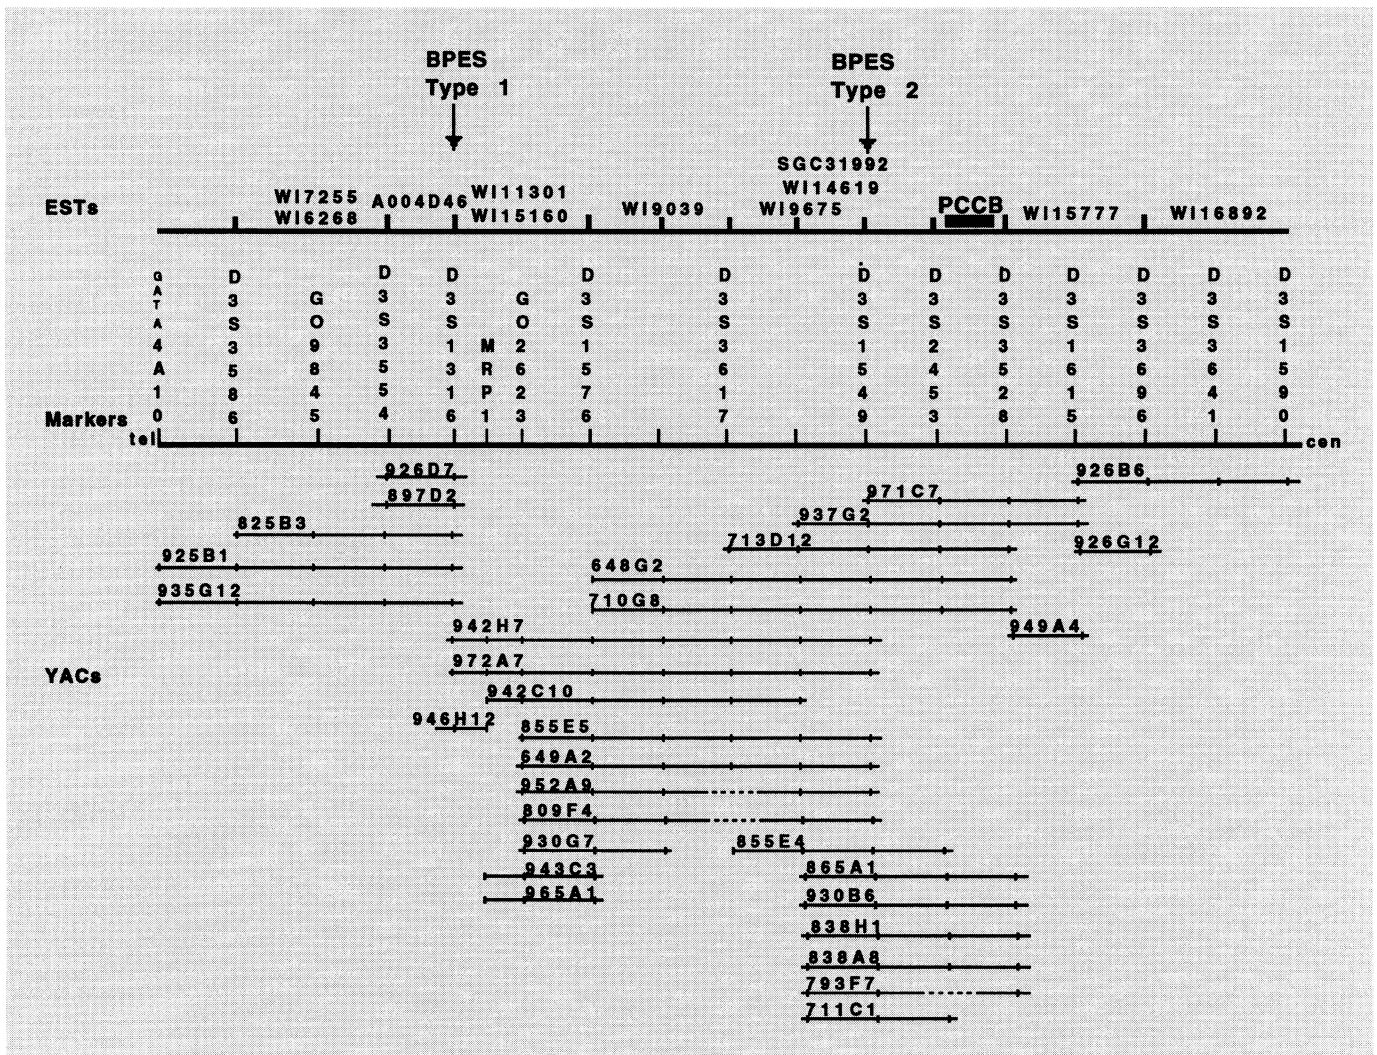 BPES
Type 1
BPES
Type 2
SGC31992
WI14619
WI7255
WI6268
A004D46
WI11301
WI15160
WI9039
WI9675
PCCB
WI15777
WI16892
ESTs
GATA4A10
D3S3586
GO9845
D3S3554
D3S1316
MRP1
GO2623
D3S1576
D3S3617
D3S1549
D3S2453
D3S3528
D3S1615
D3S3694
D3S3641
D3S1590
Markers
tel
cen
926D7
926B6
897D2
971C7
825B3
937G2
713D12
926G12
925B1
648G2
935G12
710G8
942H7
949A4
YACs
972A7
942C10
946H12
855E5
649A2
952A9
809F4
930G7
855E4
943C3
865A1
965A1
930B6
838H1
838A8
793F7
711C1